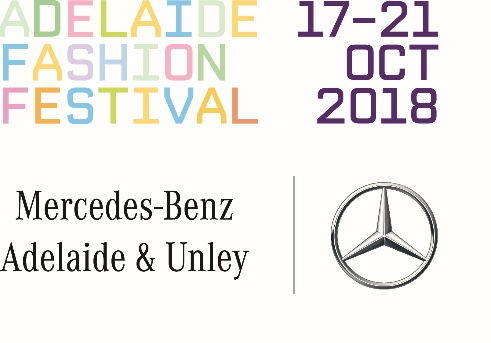 ADELAIDE
FASHION
FESTIVAL
17–21
OCT
2018
Mercedes-Benz
Adelaide & Unley